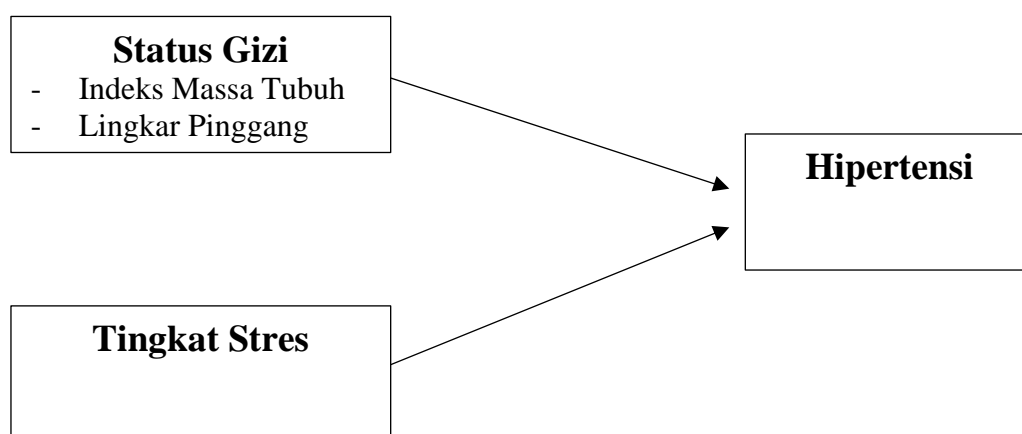 Status Gizi
- Indeks Massa Tubuh
- Lingkar Pinggang
Hipertensi
Tingkat Stres